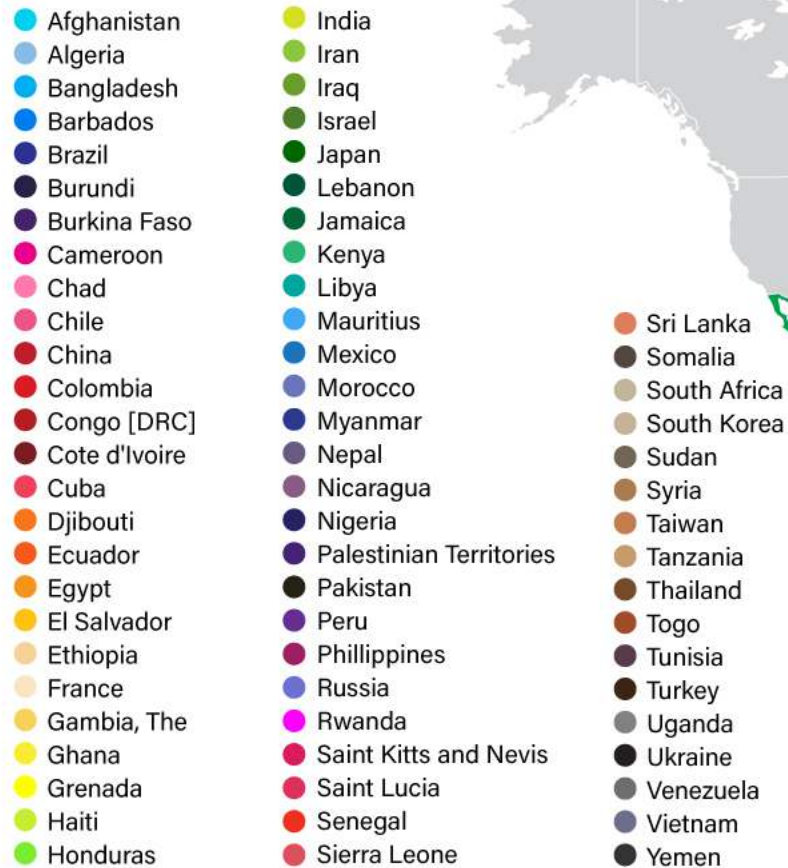 Afghanistan
Algeria
Bangladesh
Barbados
Brazil
Burundi
Burkina Faso
Cameroon
Chad
Chile
China
Colombia
Congo [DRC]
Cote d'Ivoire
Cuba
Djibouti
Ecuador
Egypt
El Salvador
Ethiopia
France
Gambia, The
Ghana
Grenada
Haiti
Honduras
India
Iran
Iraq
Israel
Japan
Lebanon
Jamaica
Kenya
Libya
Mauritius
Mexico
Morocco
Myanmar
Nepal
Nicaragua
Nigeria
Palestinian Territories
Pakistan
Peru
Phillippines
Russia
Rwanda
Saint Kitts and Nevis
Saint Lucia
Senegal
Sierra Leone
Sri Lanka
Somalia
South Africa
South Korea
Sudan
Syria
Taiwan
Tanzania
Thailand
Togo
Tunisia
Turkey
Uganda
Ukraine
Venezuela
Vietnam
Yemen